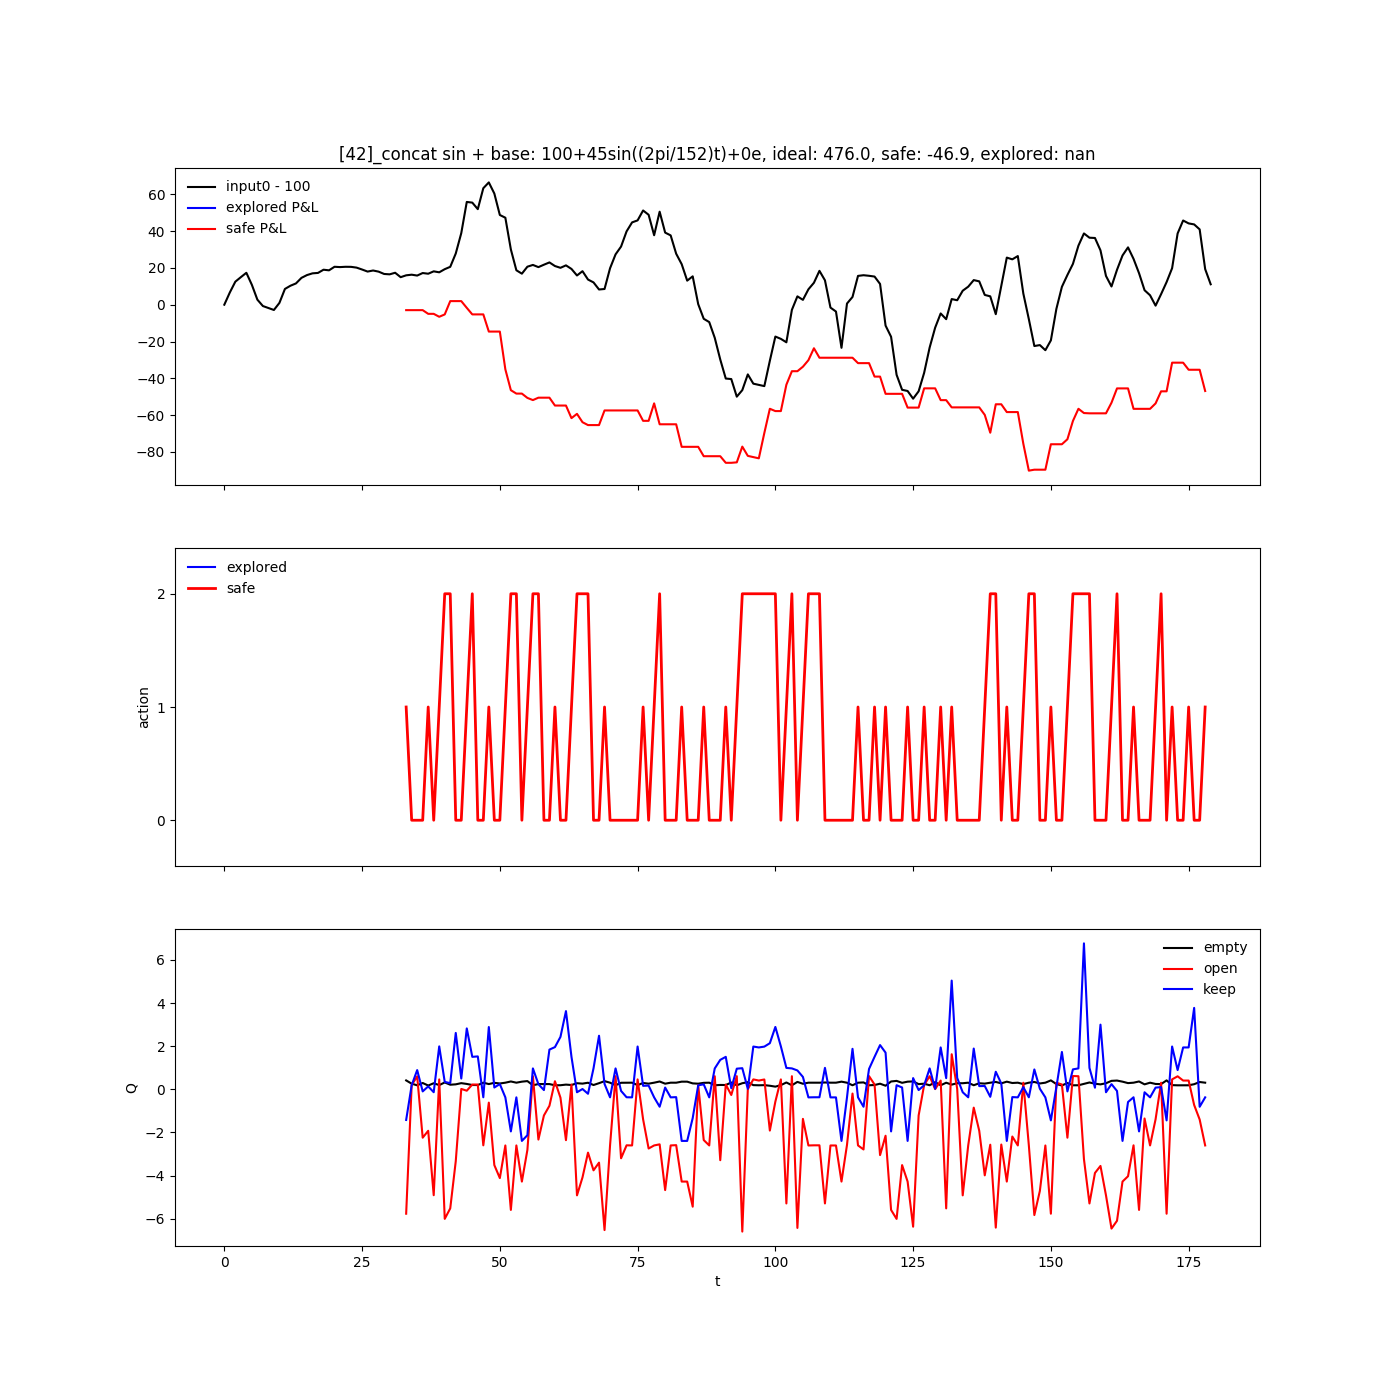 [42]_concat sin + base: 100+45sin((2pi/152)t)+0e, ideal: 476.0, safe: -46.9, explored: nan
input0 - 100
explored P&L
safe P&L
60
40
20
0
−20
−40
−60
−80
explored
safe
2
1
0
action
empty
open
keep
6
4
2
0
−2
−4
−6
Q
0
25
50
75
100
125
150
175
t